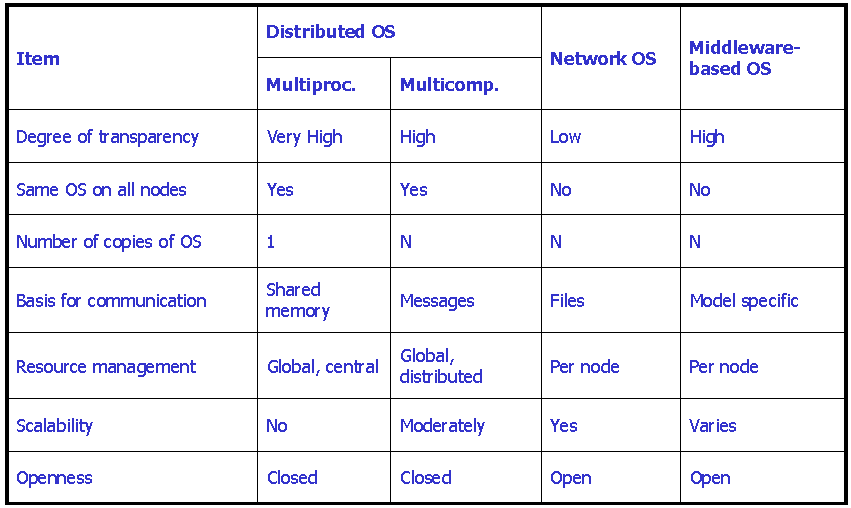 Item
Distributed OS
Network OS
Middleware-
based OS
Multiproc.
Multicomp.
Degree of transparency
Very High
High
Low
High
Same OS on all nodes
Yes
Yes
No
No
Number of copies of OS
1
N
N
N
Basis for communication
Shared
memory
Messages
Files
Model specific
Resource management
Global, central
Global,
distributed
Per node
Per node
Scalability
No
Moderately
Yes
Varies
Openness
Closed
Closed
Open
Open